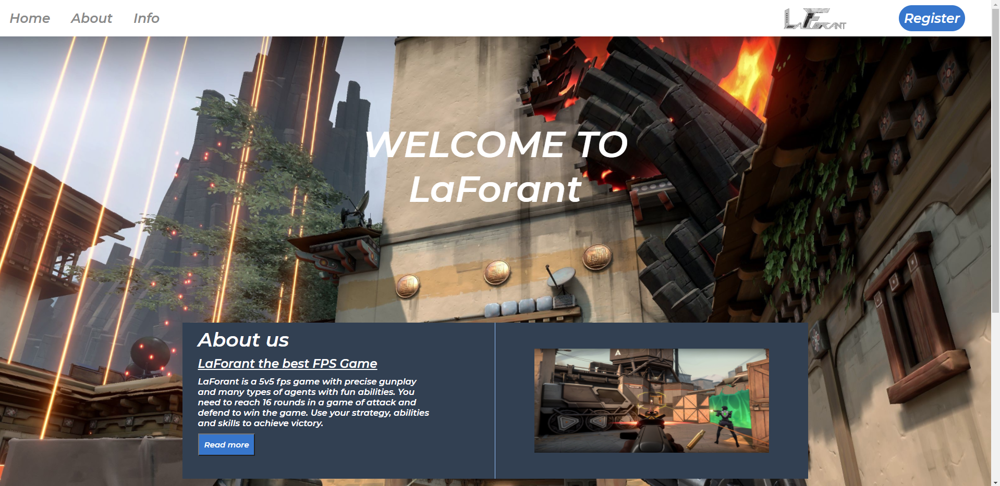 Home About Info LaForant Register
WELCOME TO
LaForant
About us
LaForant the best FPS Game
LaForant is a 5v5 fps game with precise gunplay
and many types of agents with fun abilities. You
need to reach 16 rounds in a game of attack and
defend to win the game. Use your strategy, abilities
and skills to achieve victory.
Read more
A